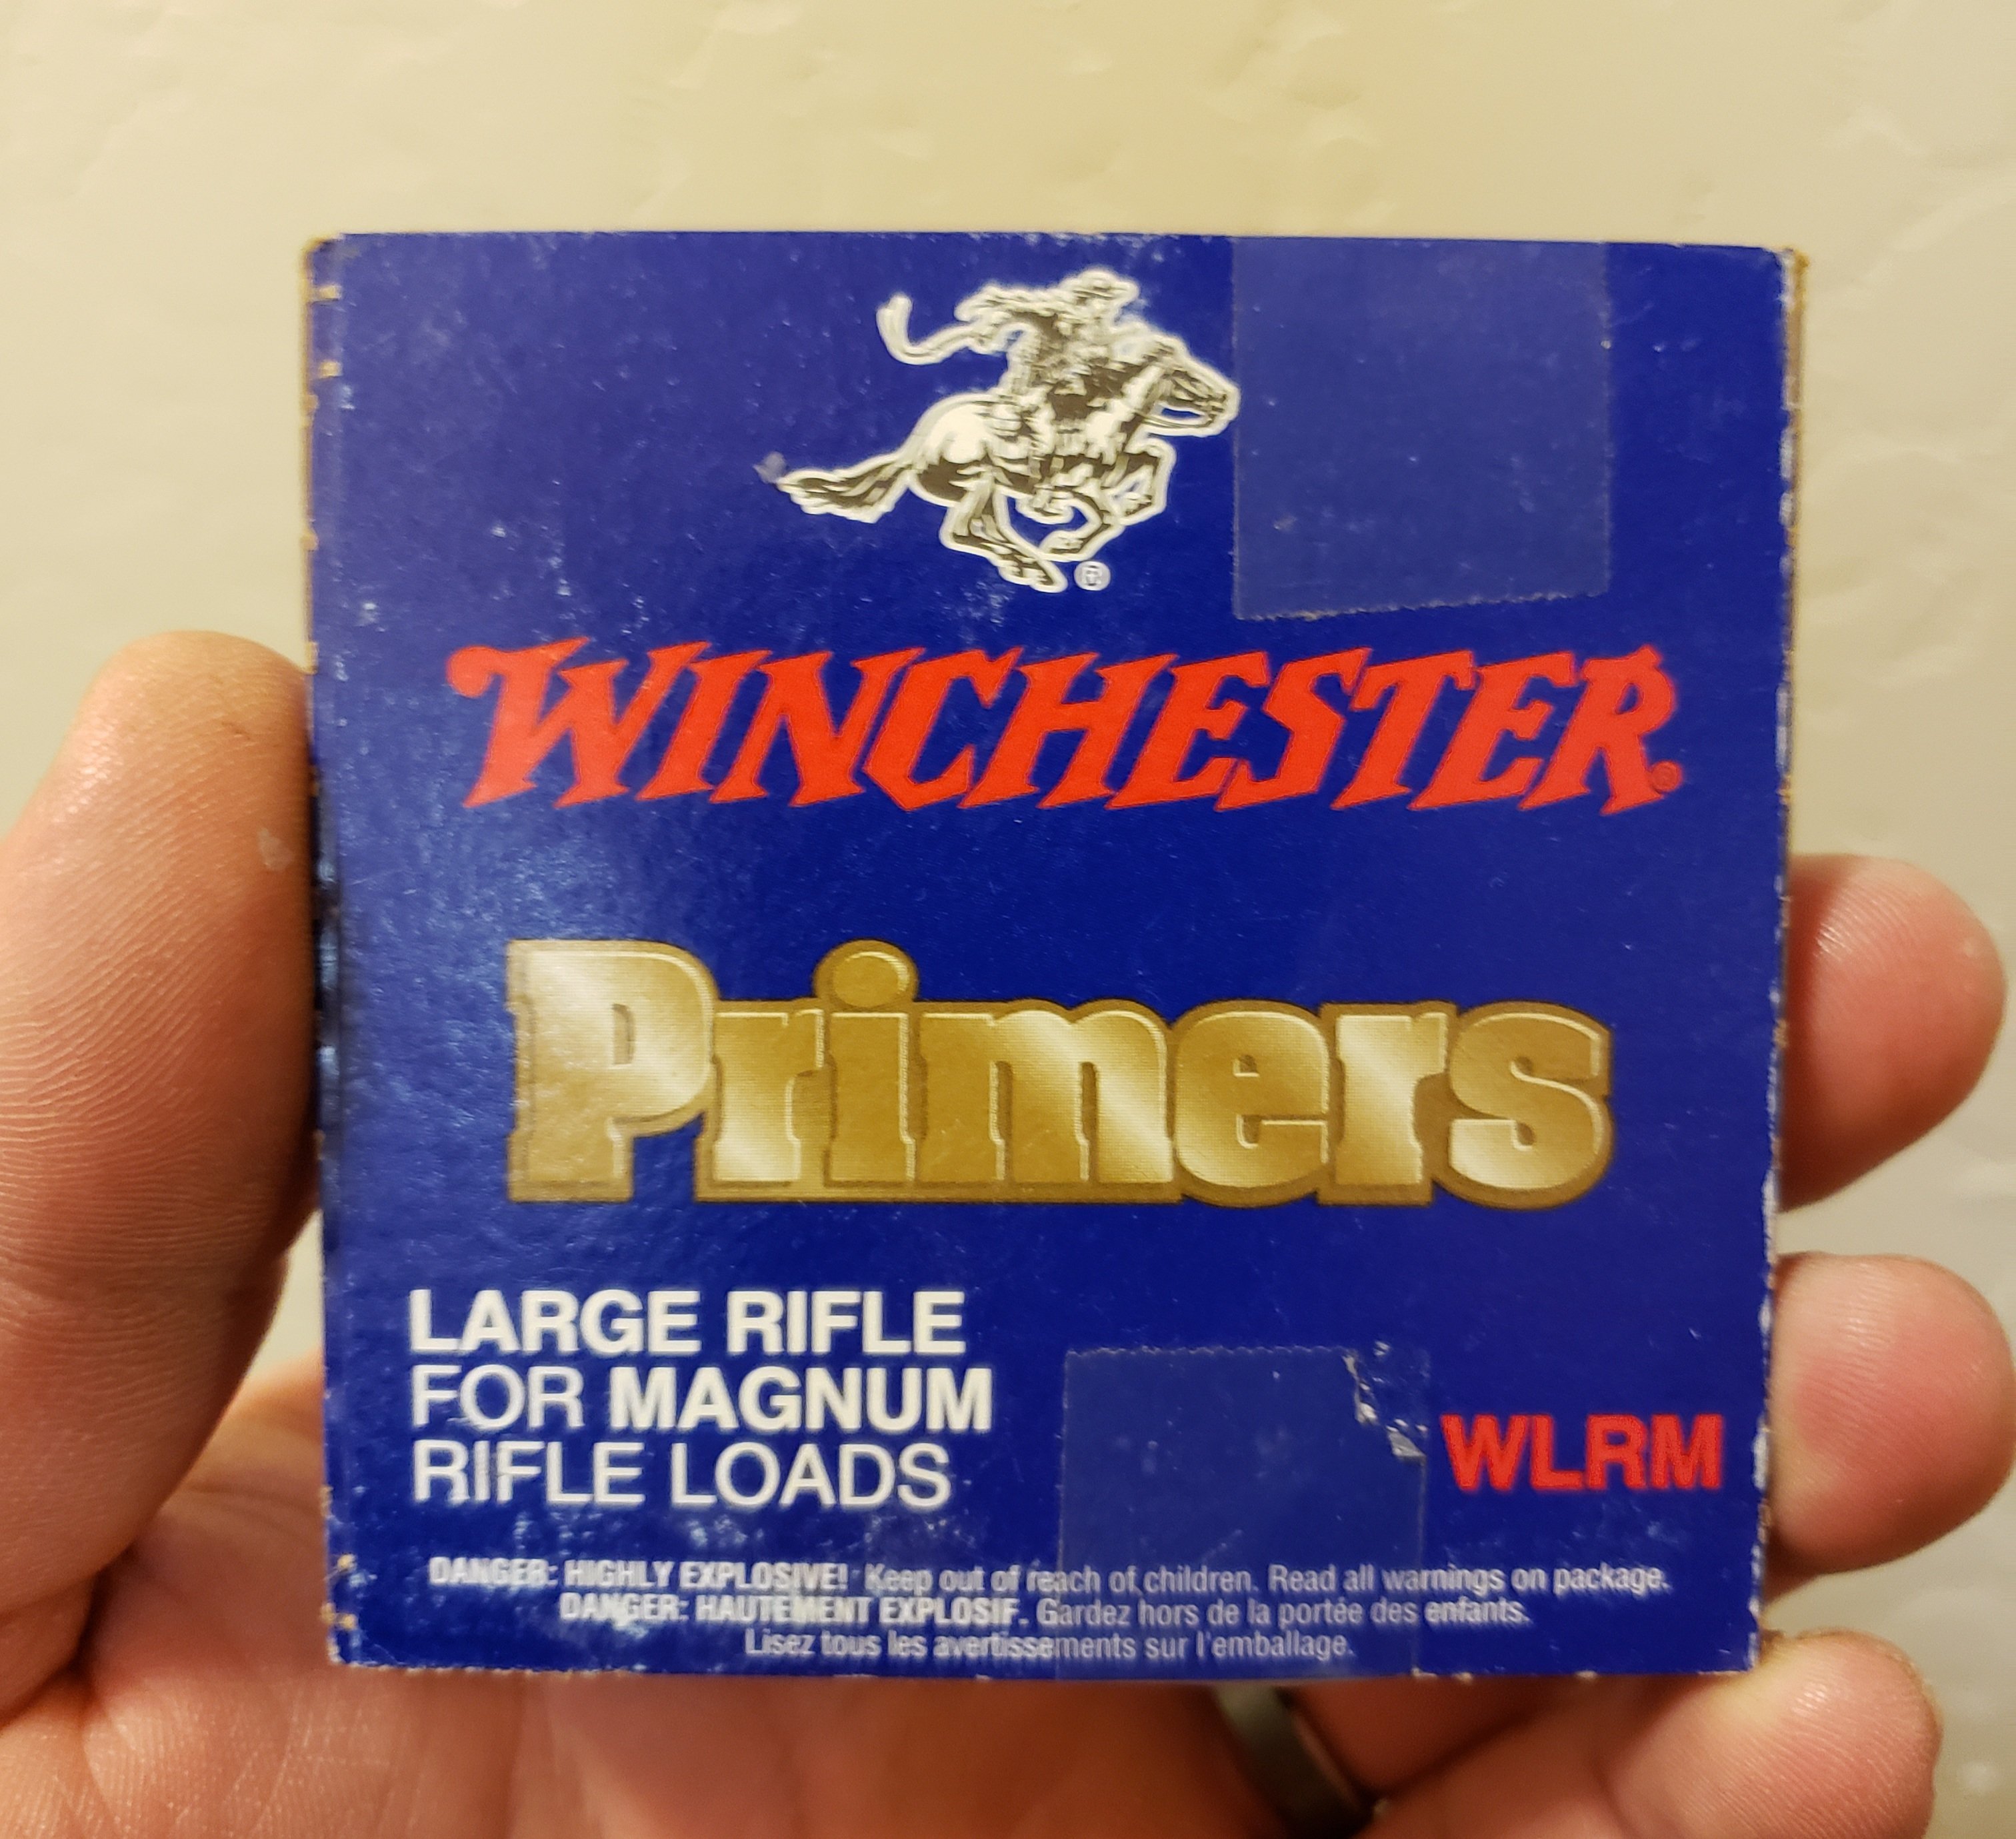 WINCHESTER®
Primers
LARGE RIFLE
FOR MAGNUM
RIFLE LOADS
WLRM
DANGER: HIGHLY EXPLOSIVE! Keep out of reach of children. Read all warnings on package.
DANGER: HAUTEMENT EXPLOSIF. Gardez hors de la portée des enfants.
Lisez tous les avertissements sur l'emballage.